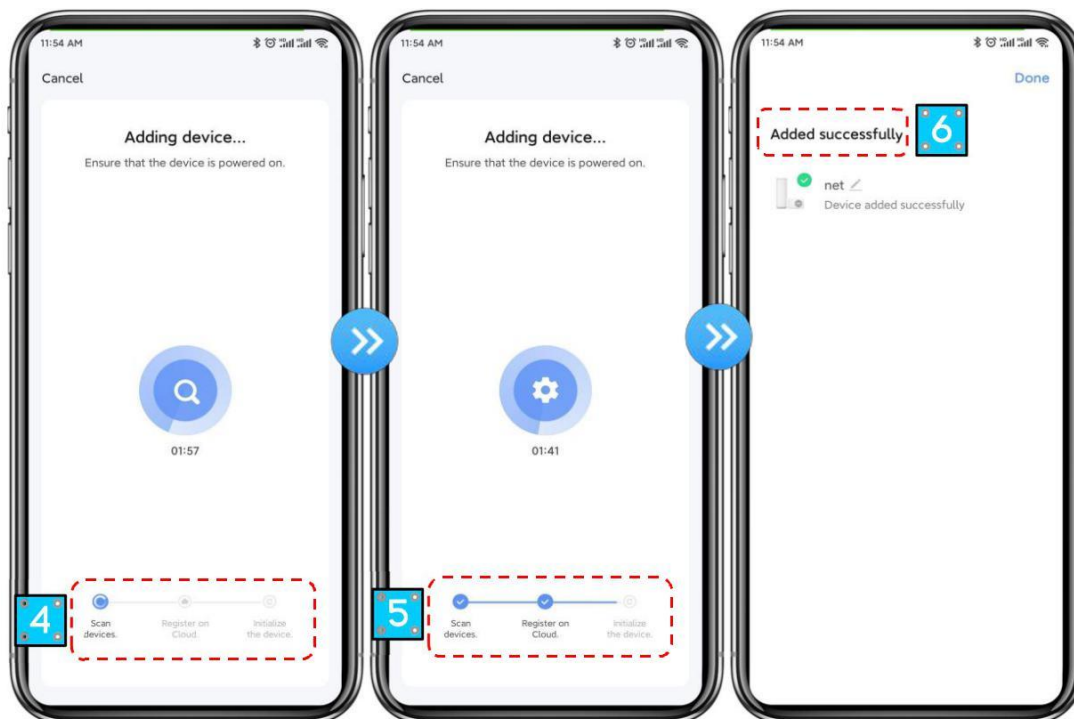 11:54 AM
Cancel
Adding device...
Ensure that the device is powered on.
01:57
4
Scan
devices.
Register on
Cloud.
Initialize
the device.
11:54 AM
Cancel
Adding device...
Ensure that the device is powered on.
01:41
5
Scan
devices.
Register on
Cloud.
Initialize
the device.
11:54 AM
Done
Added successfully
6
net
Device added successfully